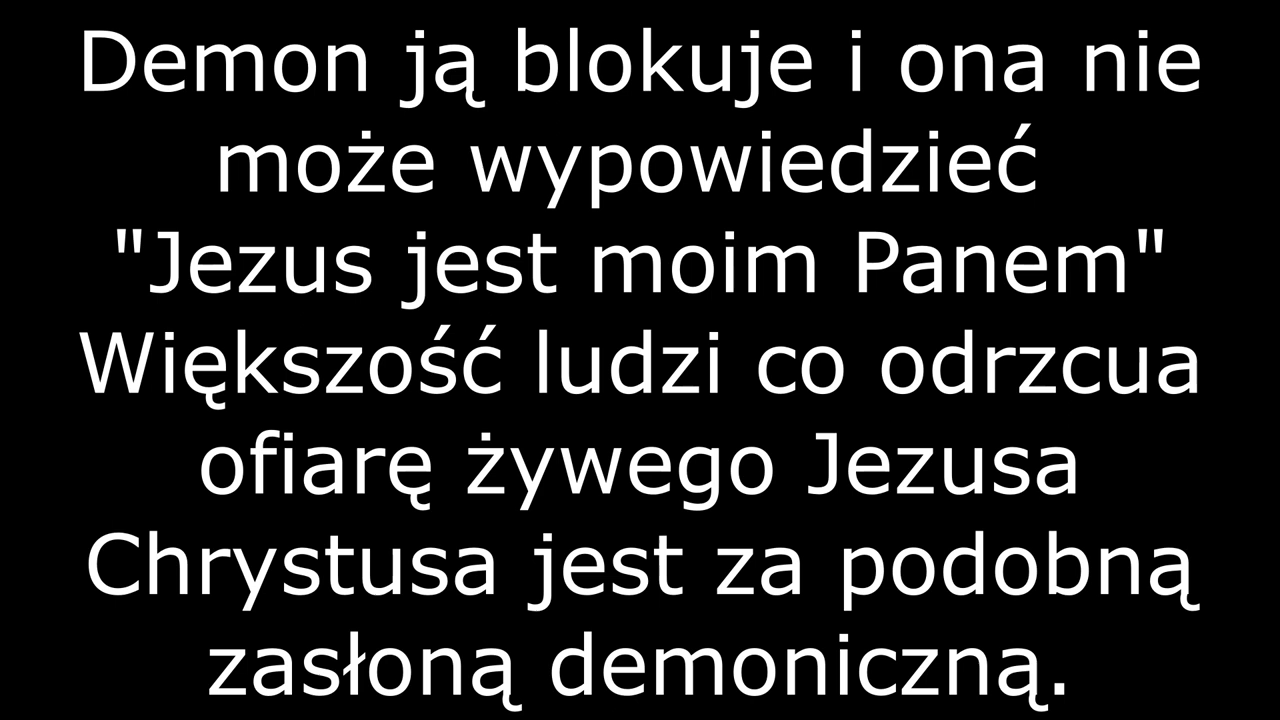 Demon ją blokuje i ona nie
może wypowiedzieć
"Jezus jest moim Panem"
Większość ludzi co odrzcua
ofiarę żywego Jezusa
Chrystusa jest za podobną
zasłoną demoniczną.